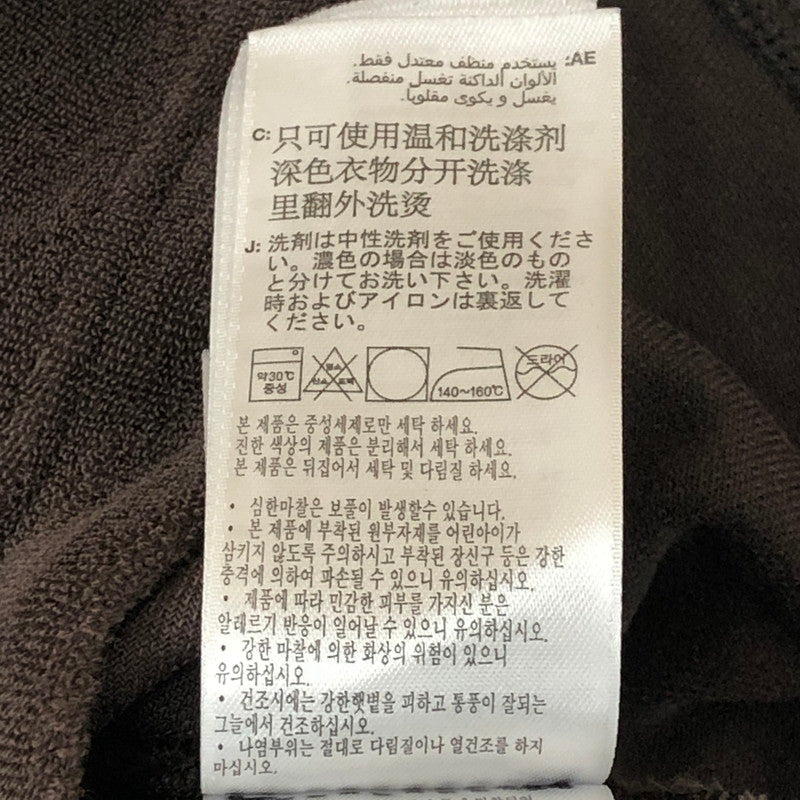 AE: يستخدم منظف معتدل فقط.
الألوان الداكنة تغسل منفصلة.
يغسل و يكوى مقلوباً.
C: 只可使用温和洗涤剂
深色衣物分开洗涤
里翻外洗烫
J: 洗剤は中性洗剤をご使用くださ
い。濃色の場合は淡色のもの
と分けてお洗い下さい。洗濯
時およびアイロンは裏返して
ください。
약30℃
중성
염소
산소 표백
140~160℃
드라이
본 제품은 중성세제로만 세탁 하세요.
진한 색상의 제품은 분리해서 세탁 하세요.
본 제품은 뒤집어서 세탁 및 다림질 하세요.
• 심한마찰은 보풀이 발생할수 있습니다.
• 본 제품에 부착된 원부자재를 어린아이가
삼키지 않도록 주의하시고 부착된 장신구 등은 강한
충격에 의하여 파손될 수 있으니 유의하십시오.
• 제품에 따라 민감한 피부를 가지신 분은
알레르기 반응이 일어날 수 있으니 유의하십시오.
• 강한 마찰에 의한 화상의 위험이 있으니
유의하십시오.
• 건조시에는 강한햇볕을 피하고 통풍이 잘되는
그늘에서 건조하십시오.
• 나염부위는 절대로 다림질이나 열건조를 하지
마십시오.